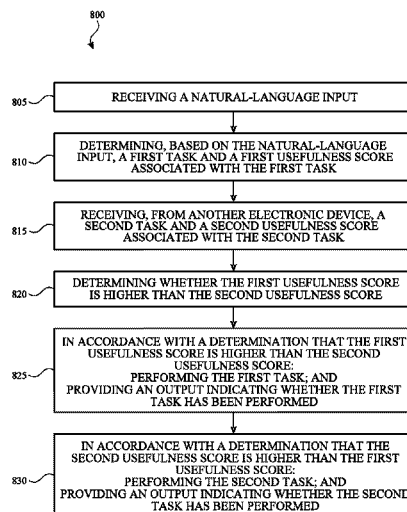 800
805
RECEIVING A NATURAL-LANGUAGE INPUT
810
DETERMINING, BASED ON THE NATURAL-LANGUAGE
INPUT, A FIRST TASK AND A FIRST USEFULNESS SCORE
ASSOCIATED WITH THE FIRST TASK
815
RECEIVING, FROM ANOTHER ELECTRONIC DEVICE, A
SECOND TASK AND A SECOND USEFULNESS SCORE
ASSOCIATED WITH THE SECOND TASK
820
DETERMINING WHETHER THE FIRST USEFULNESS SCORE
IS HIGHER THAN THE SECOND USEFULNESS SCORE
825
IN ACCORDANCE WITH A DETERMINATION THAT THE FIRST
USEFULNESS SCORE IS HIGHER THAN THE SECOND
USEFULNESS SCORE:
PERFORMING THE FIRST TASK; AND
PROVIDING AN OUTPUT INDICATING WHETHER THE FIRST
TASK HAS BEEN PERFORMED
830
IN ACCORDANCE WITH A DETERMINATION THAT THE
SECOND USEFULNESS SCORE IS HIGHER THAN THE FIRST
USEFULNESS SCORE:
PERFORMING THE SECOND TASK; AND
PROVIDING AN OUTPUT INDICATING WHETHER THE SECOND
TASK HAS BEEN PERFORMED